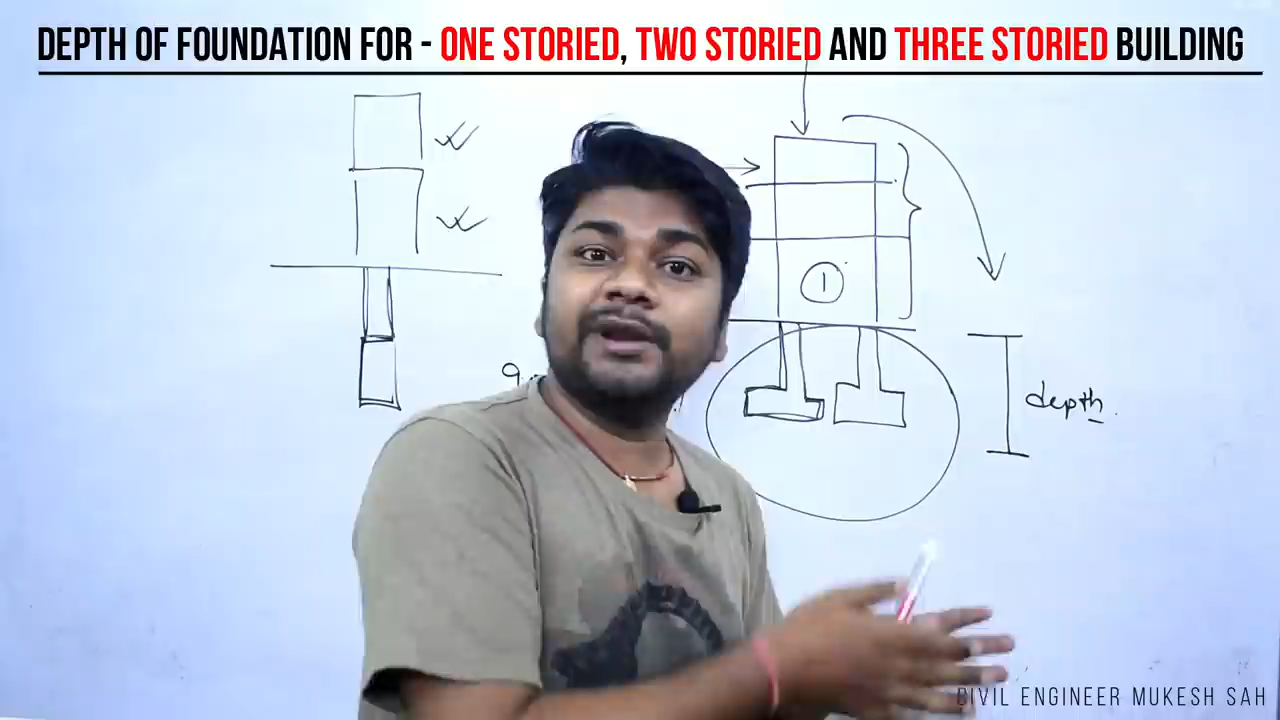 DEPTH OF FOUNDATION FOR - ONE STORIED, TWO STORIED AND THREE STORIED BUILDING
1
depth.
CIVIL ENGINEER MUKESH SAH